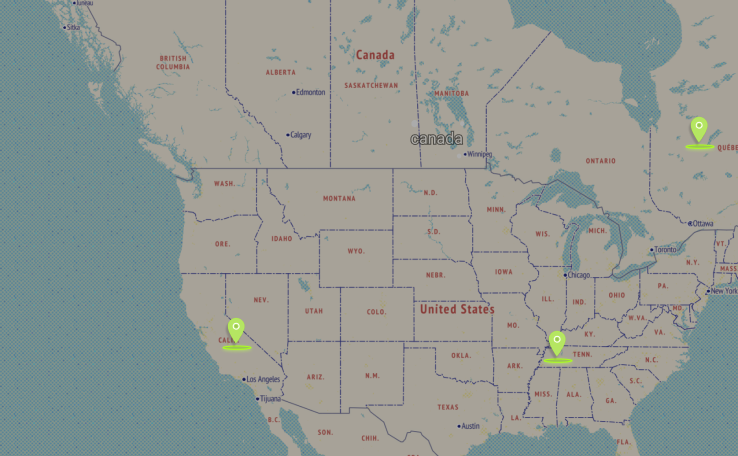 Juneau
Sitka
BRITISH
COLUMBIA
ALBERTA
Canada
SASKATCHEWAN
MANITOBA
Edmonton
Calgary
canada
Winnipeg
ONTARIO
QUÉBE
WASH.
MONTANA
N.D.
MINN.
Ottawa
ORE.
IDAHO
WYO.
S.D.
WIS.
MICH.
Toronto
VT.
N.Y.
MASS
NEBR.
IOWA
Chicago
NEV.
UTAH
COLO.
United States
ILL.
IND.
OHIO
PA.
New York
MD.
W.VA.
VA.
MO.
KY.
CAL
OKLA.
ARK.
TENN.
N.C.
Los Angeles
ARIZ.
N.M.
S.C.
Tijuana
TEXAS
MISS.
ALA.
GA.
B.C.
LA.
Austin
SON.
CHIH.
FLA.